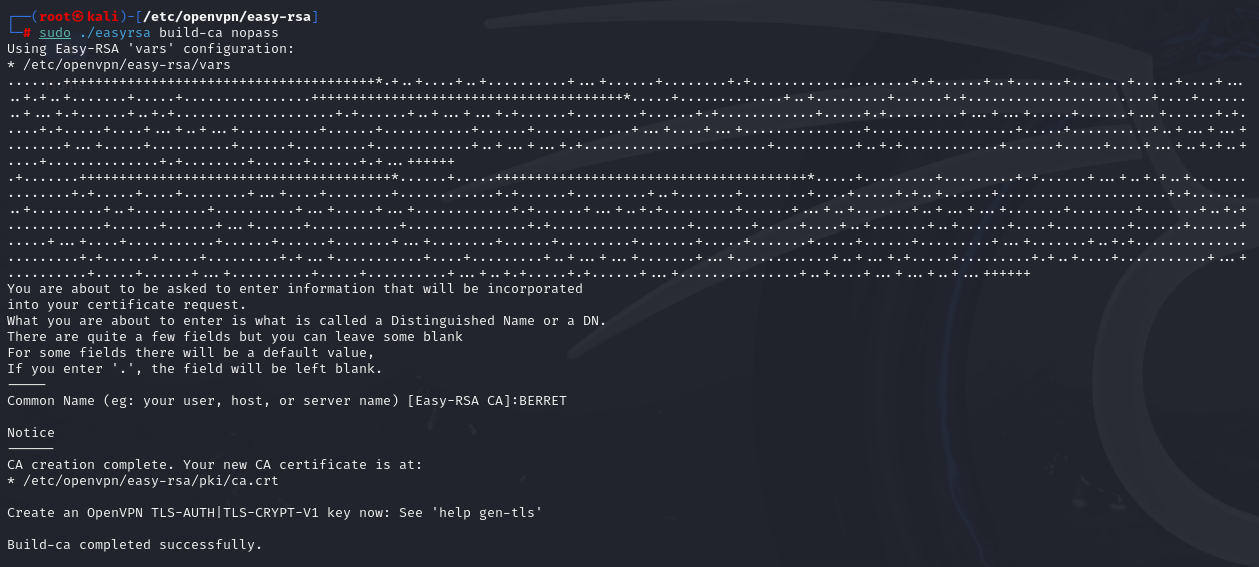 ┌──(root㉿kali)-[/etc/openvpn/easy-rsa]
└─# sudo ./easyrsa build-ca nopass
Using Easy-RSA 'vars' configuration:
* /etc/openvpn/easy-rsa/vars
You are about to be asked to enter information that will be incorporated
into your certificate request.
What you are about to enter is what is called a Distinguished Name or a DN.
There are quite a few fields but you can leave some blank
For some fields there will be a default value,
If you enter '.', the field will be left blank.
-----
Common Name (eg: your user, host, or server name) [Easy-RSA CA]:BERRET
Notice
------
CA creation complete. Your new CA certificate is at:
* /etc/openvpn/easy-rsa/pki/ca.crt
Create an OpenVPN TLS-AUTH|TLS-CRYPT-V1 key now: See 'help gen-tls'
Build-ca completed successfully.